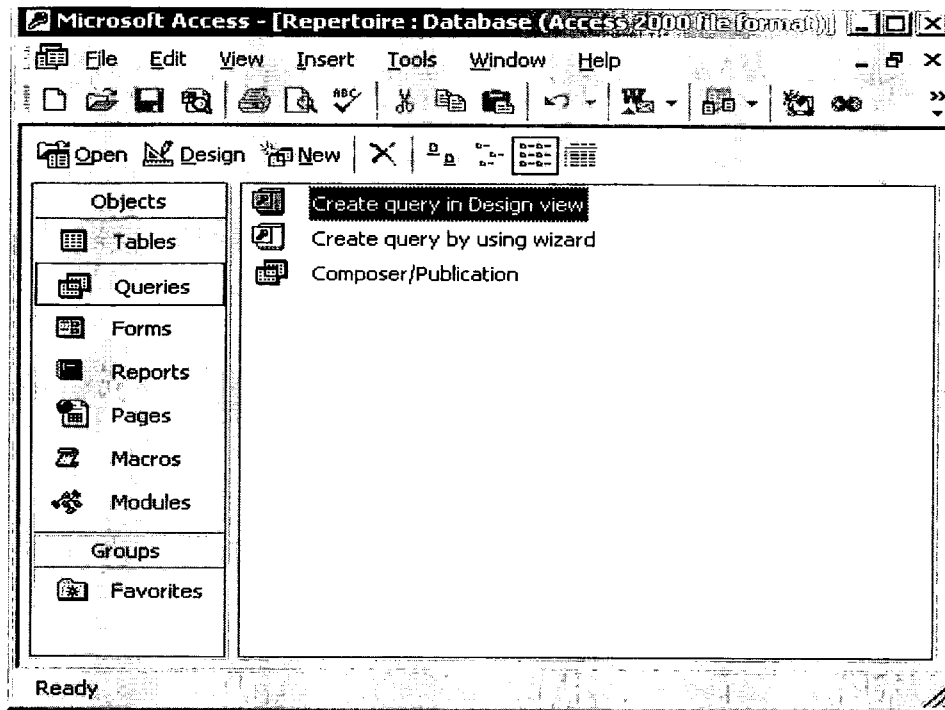 Microsoft Access - [Repertoire : Database (Access 2000 file format)]
File Edit View Insert Tools Window Help
ABC
Open Design New
Objects
Tables
Queries
Forms
Reports
Pages
Macros
Modules
Groups
Favorites
Create query in Design view
Create query by using wizard
Composer/Publication
Ready